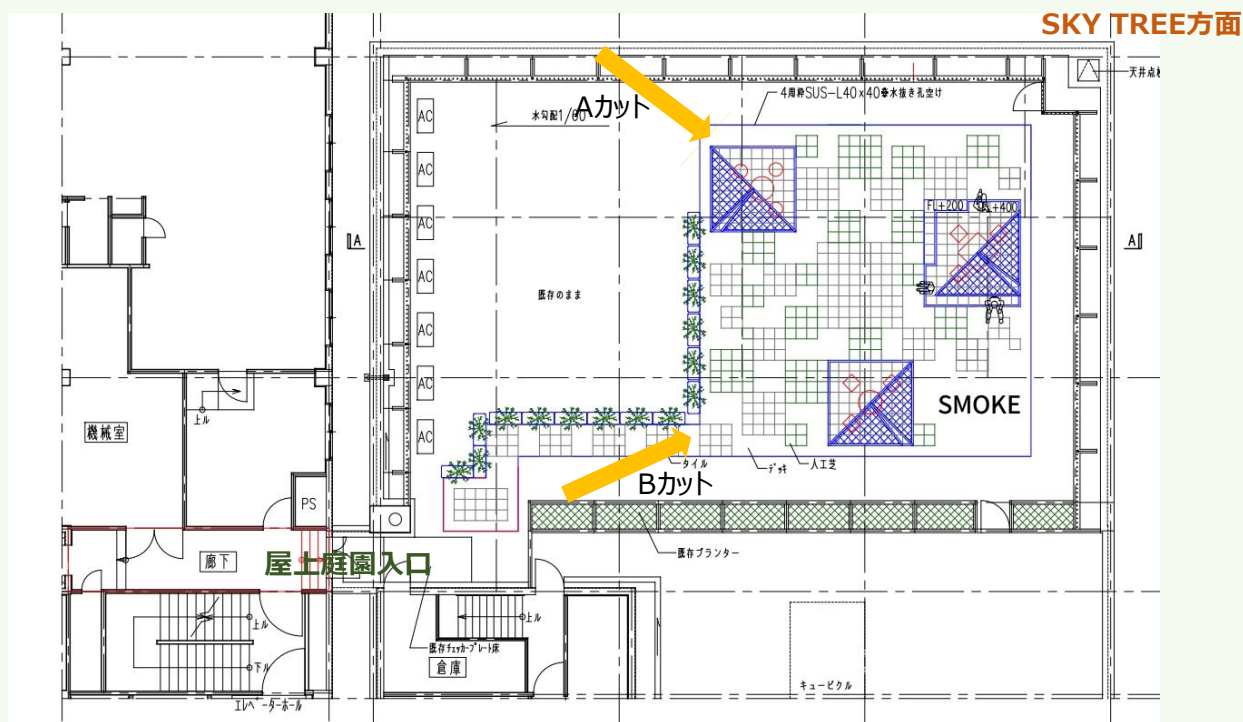 SKY TREE方面
天井点
4周枠SUS-L40x40 水抜き孔空け
水勾配1/60
Aカット
AC
AC
AC
AC
AC
AC
AC
FL+200
FL+400
A
A
既存のまま
上ル
機械室
SMOKE
タイル
デッキ
人工芝
Bカット
PS
廊下
屋上庭園入口
既存プランター
上ル
上ル
下ル
既存チェッカープレート床
倉庫
キュービクル
エレベーターホール